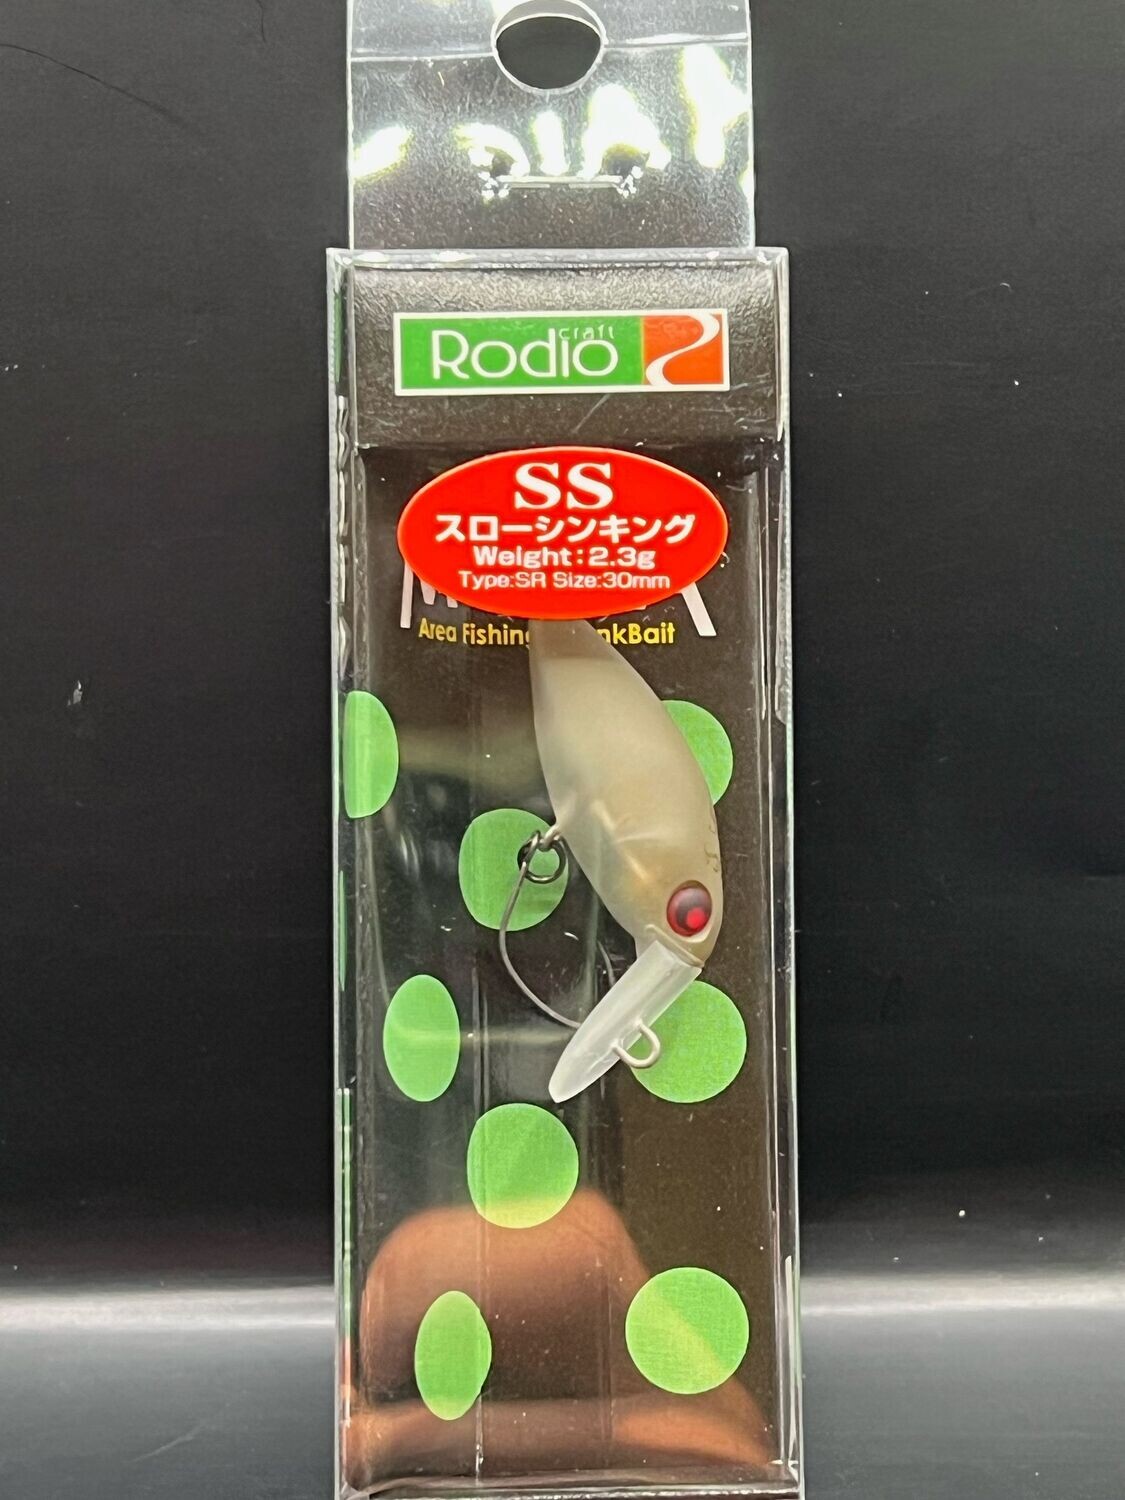 Rodio craft
SS
スローシンキング
Weight:2.3g
Type:SR Size:30mm
Area Fishing